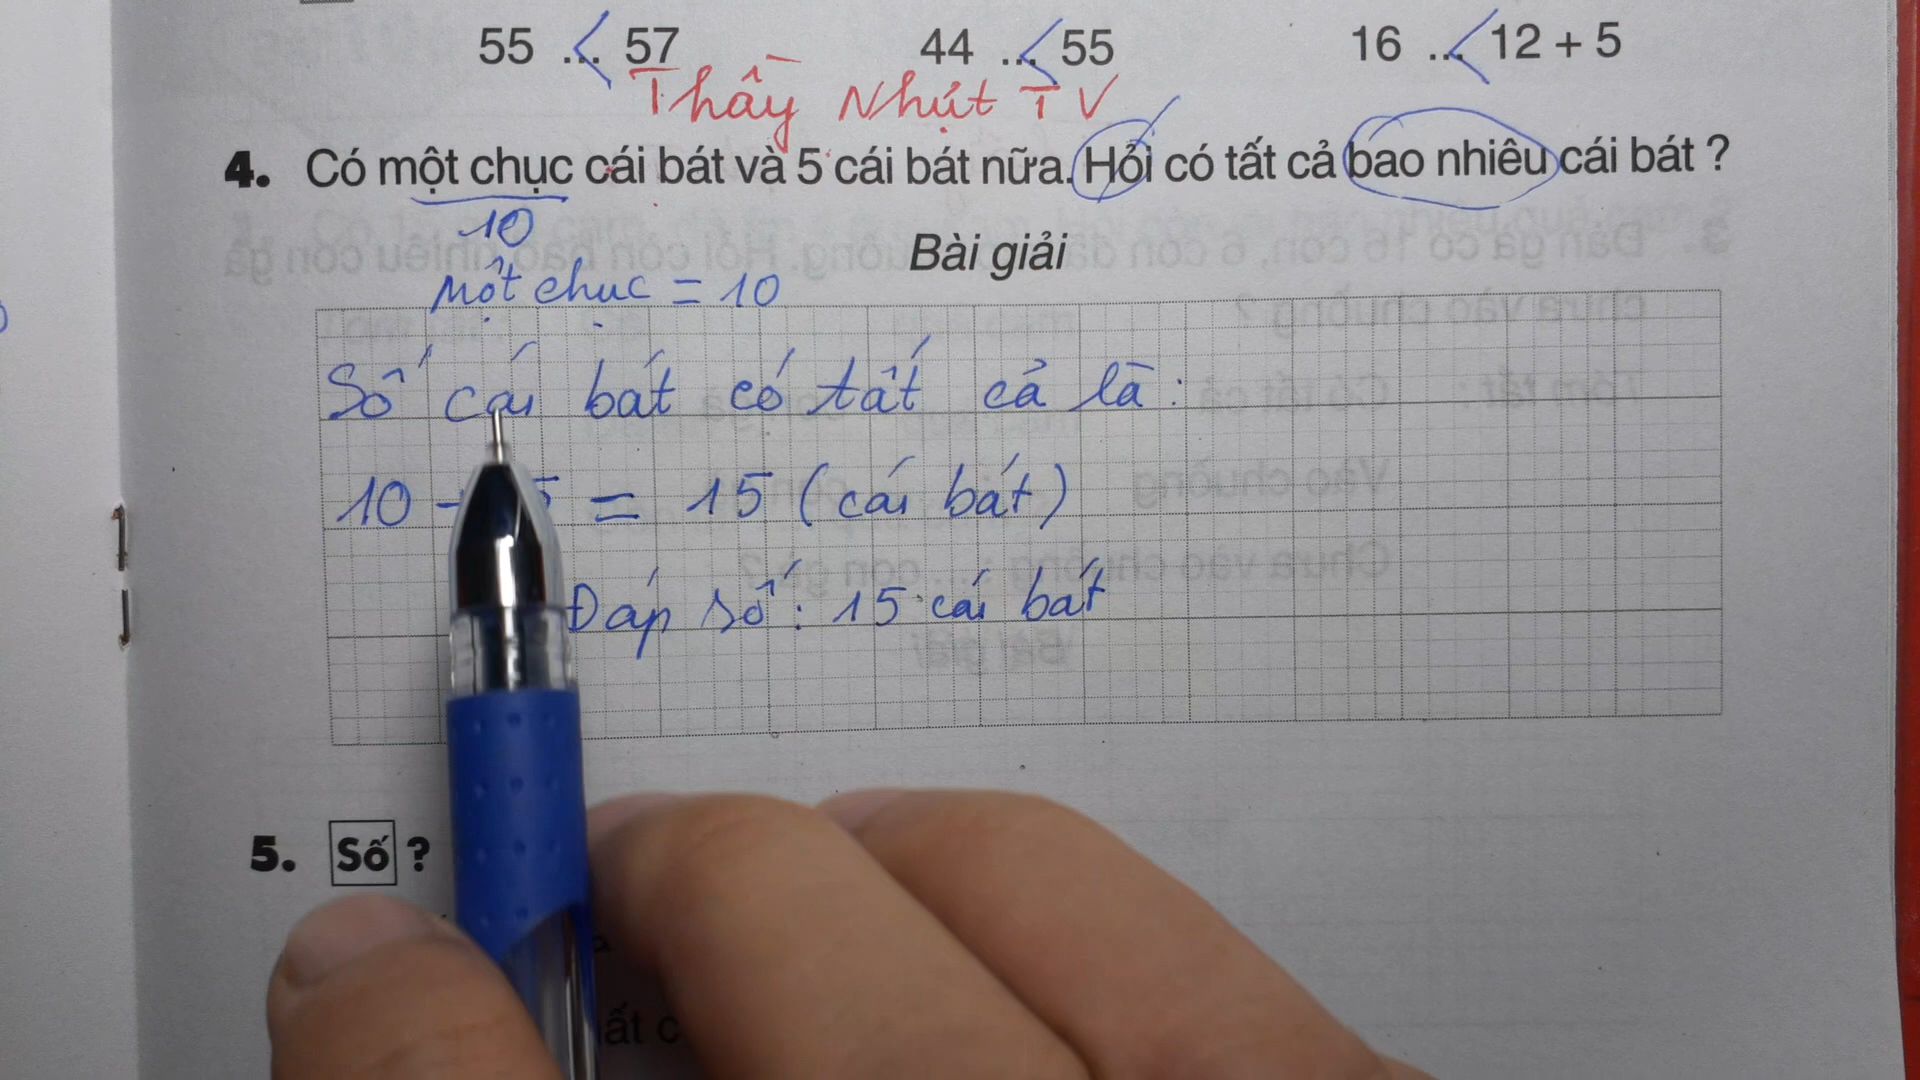 55 ... < 57 44 ... < 55 16 ... < 12 + 5
Thầy Nhựt TV
4. Có một chục cái bát và 5 cái bát nữa. Hỏi có tất cả bao nhiêu cái bát ?
10
Bài giải
Một chục = 10
Số cái bát có tất cả là :
10 + 5 = 15 (cái bát)
Đáp số : 15 cái bát
5. Số ?
ất c